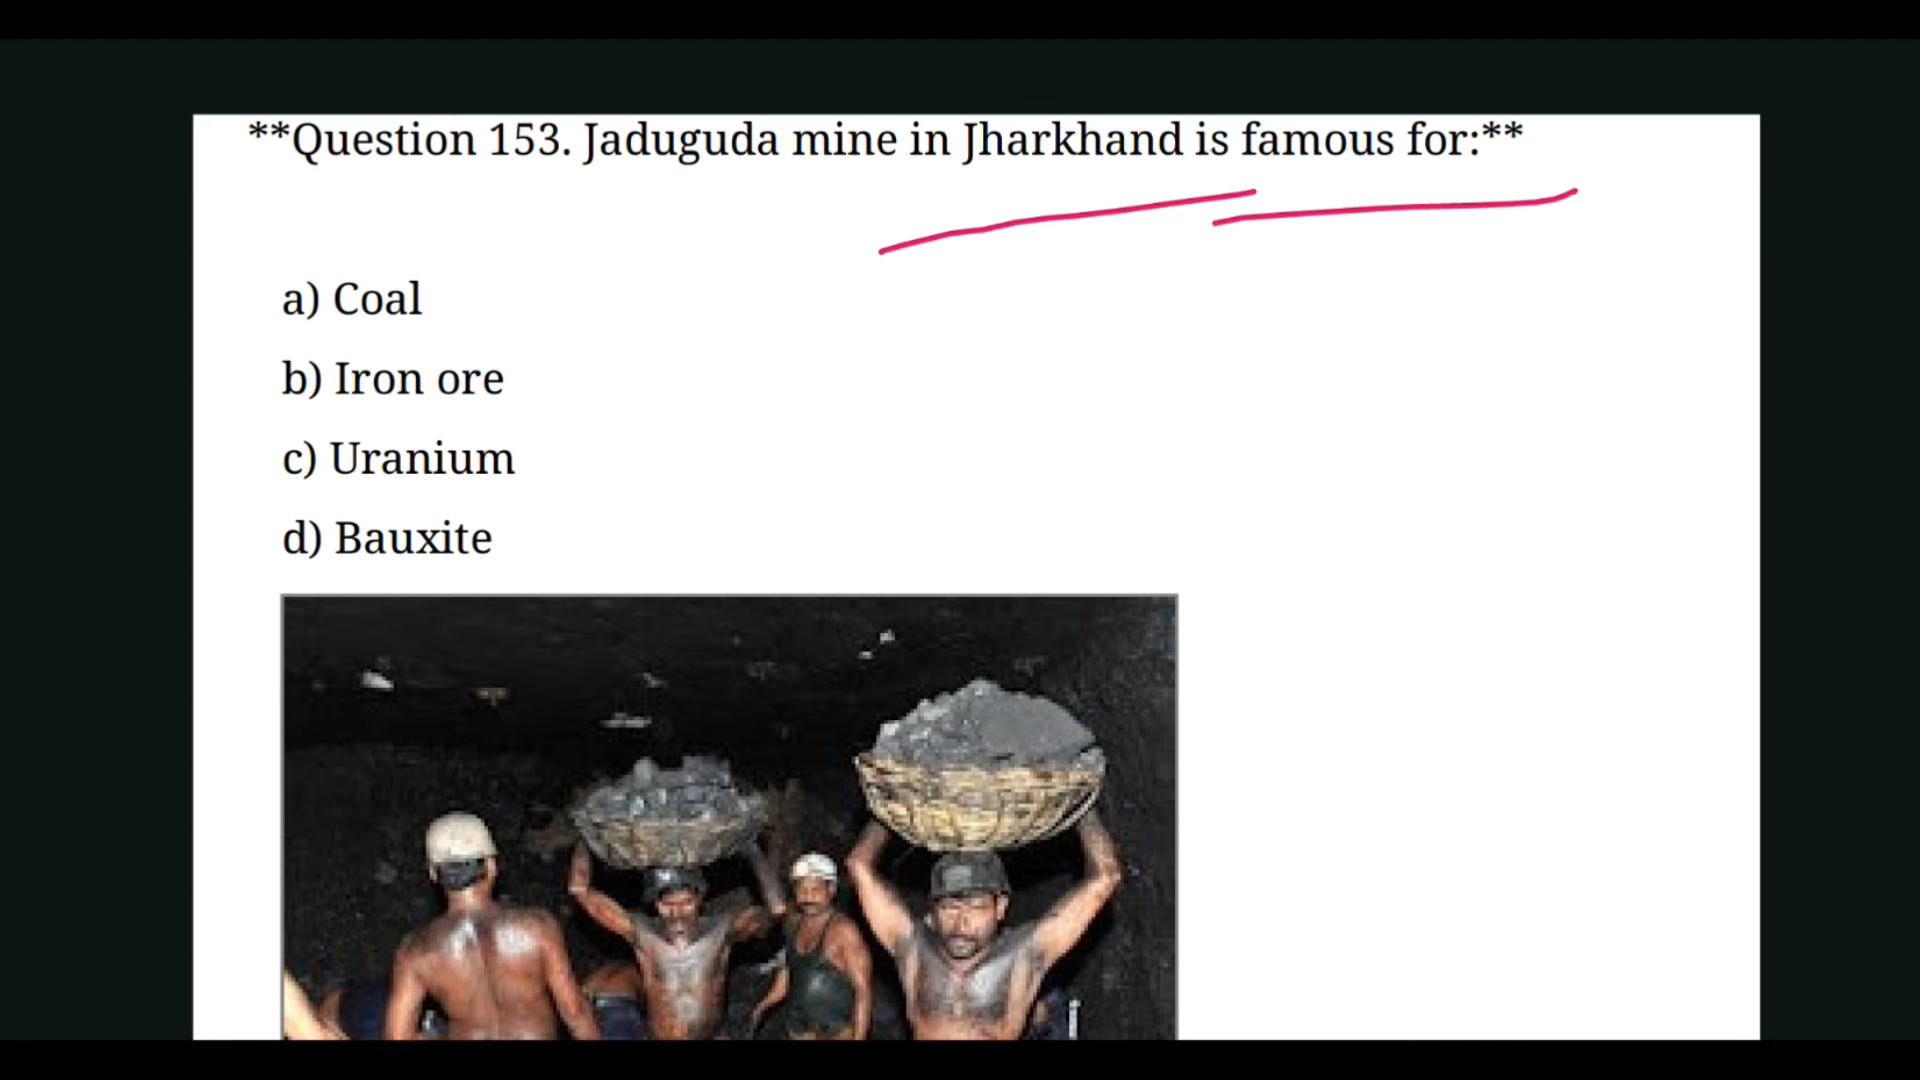 **Question 153. Jaduguda mine in Jharkhand is famous for:**
a) Coal
b) Iron ore
c) Uranium
d) Bauxite